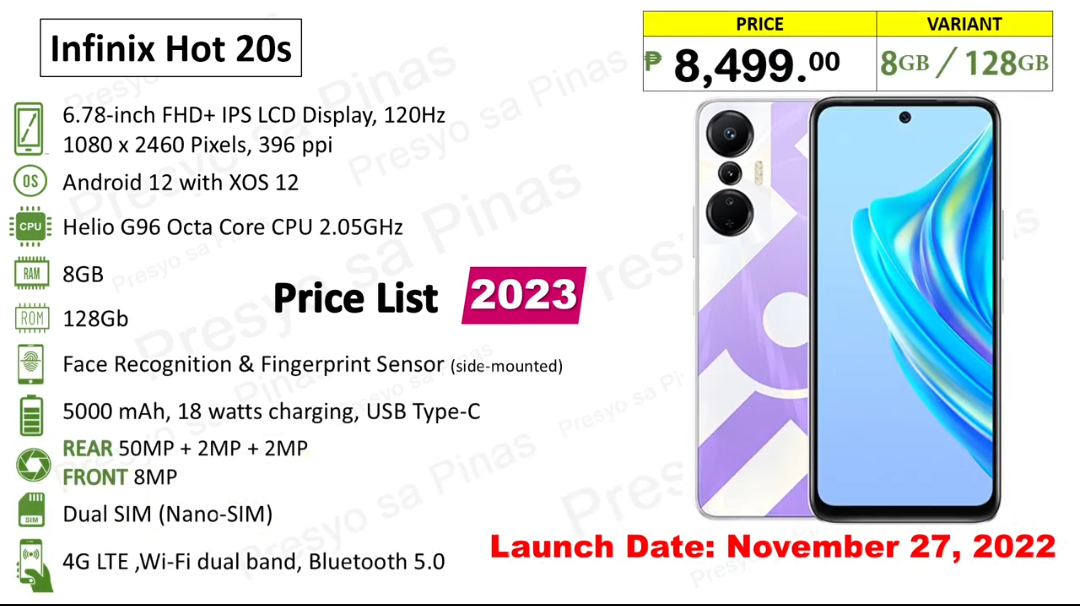 Infinix Hot 20s
PRICE VARIANT
₱ 8,499.00 8GB / 128GB
6.78-inch FHD+ IPS LCD Display, 120Hz
1080 x 2460 Pixels, 396 ppi
OS Android 12 with XOS 12
CPU Helio G96 Octa Core CPU 2.05GHz
RAM 8GB
Price List 2023
ROM 128Gb
Face Recognition & Fingerprint Sensor (side-mounted)
5000 mAh, 18 watts charging, USB Type-C
REAR 50MP + 2MP + 2MP
FRONT 8MP
SIM Dual SIM (Nano-SIM)
Launch Date: November 27, 2022
4G LTE ,Wi-Fi dual band, Bluetooth 5.0
Presyo sa Pinas